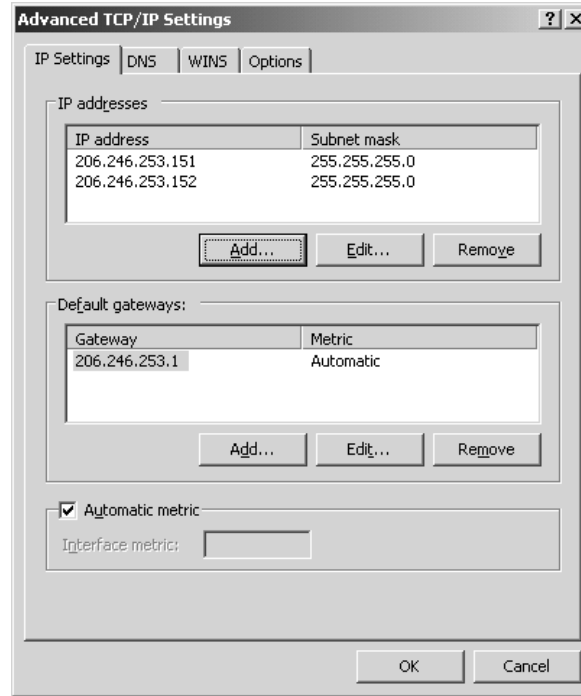 Advanced TCP/IP Settings
IP Settings DNS WINS Options
IP addresses
IP address Subnet mask
206.246.253.151 255.255.255.0
206.246.253.152 255.255.255.0
Add... Edit... Remove
Default gateways:
Gateway Metric
206.246.253.1 Automatic
Add... Edit... Remove
Automatic metric
Interface metric:
OK Cancel